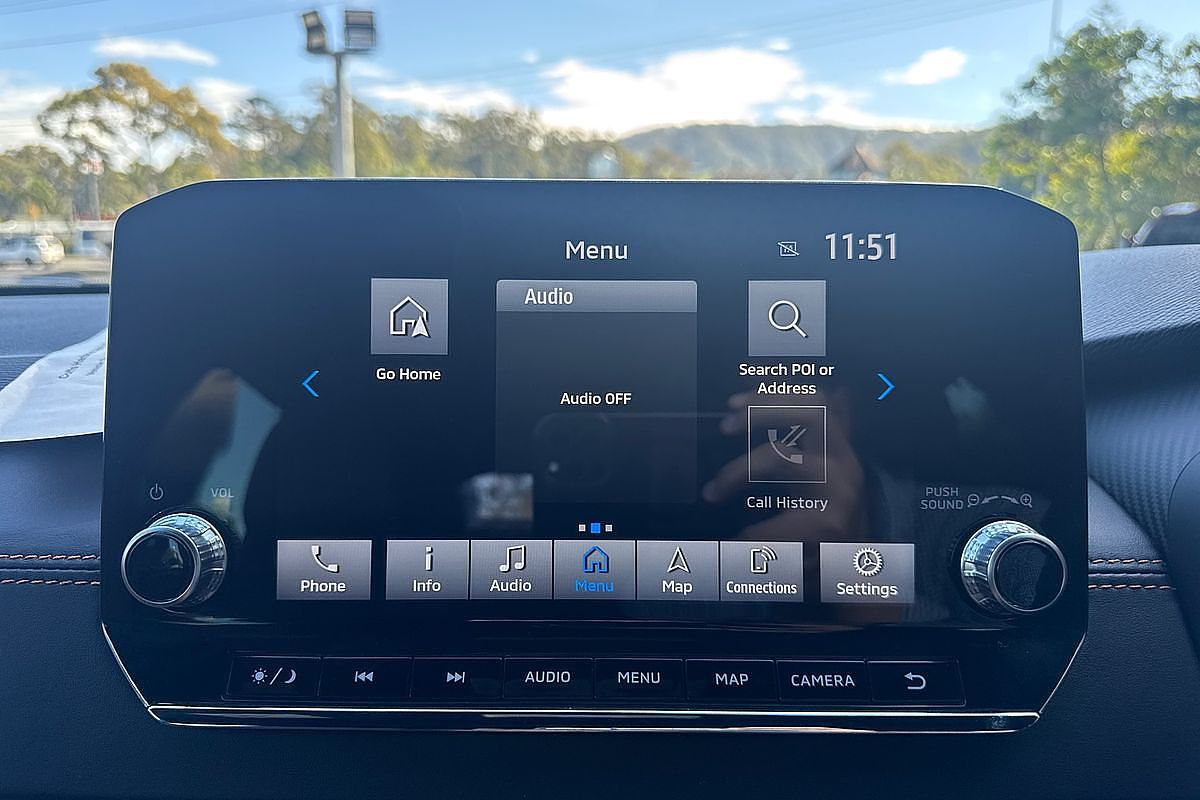 Menu
11:51
Audio
Go Home
Audio OFF
Search POI or
Address
Call History
VOL
PUSH
SOUND
Phone
Info
Audio
Menu
Map
Connections
Settings
AUDIO
MENU
MAP
CAMERA